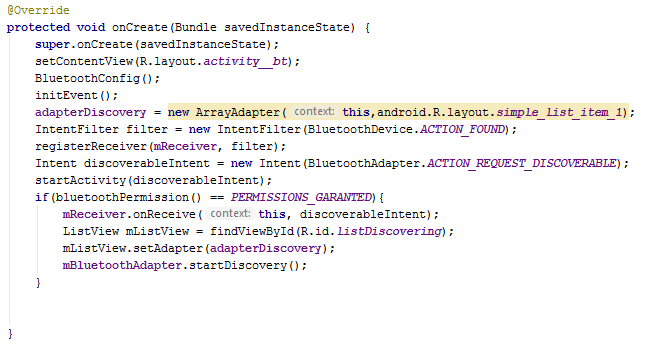 @Override
protected void onCreate(Bundle savedInstanceState) {
    super.onCreate(savedInstanceState);
    setContentView(R.layout.activity__bt);
    BluetoothConfig();
    initEvent();
    adapterDiscovery = new ArrayAdapter( context: this,android.R.layout.simple_list_item_1);
    IntentFilter filter = new IntentFilter(BluetoothDevice.ACTION_FOUND);
    registerReceiver(mReceiver, filter);
    Intent discoverableIntent = new Intent(BluetoothAdapter.ACTION_REQUEST_DISCOVERABLE);
    startActivity(discoverableIntent);
    if(bluetoothPermission() == PERMISSIONS_GARANTED){
        mReceiver.onReceive( context: this, discoverableIntent);
        ListView mListView = findViewById(R.id.listDiscovering);
        mListView.setAdapter(adapterDiscovery);
        mBluetoothAdapter.startDiscovery();
    }
}